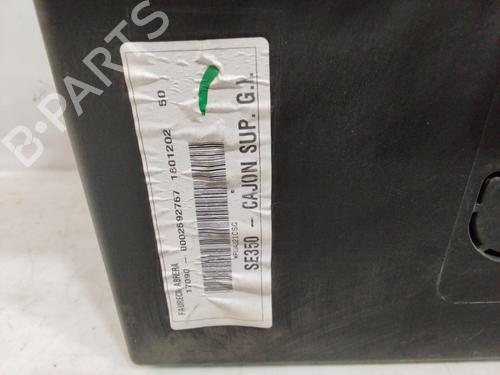 FAURECIA ABRERA
17090 - 0002592767 1801202 50
SE350 - CAJON SUP. G.I.
B-PARTS